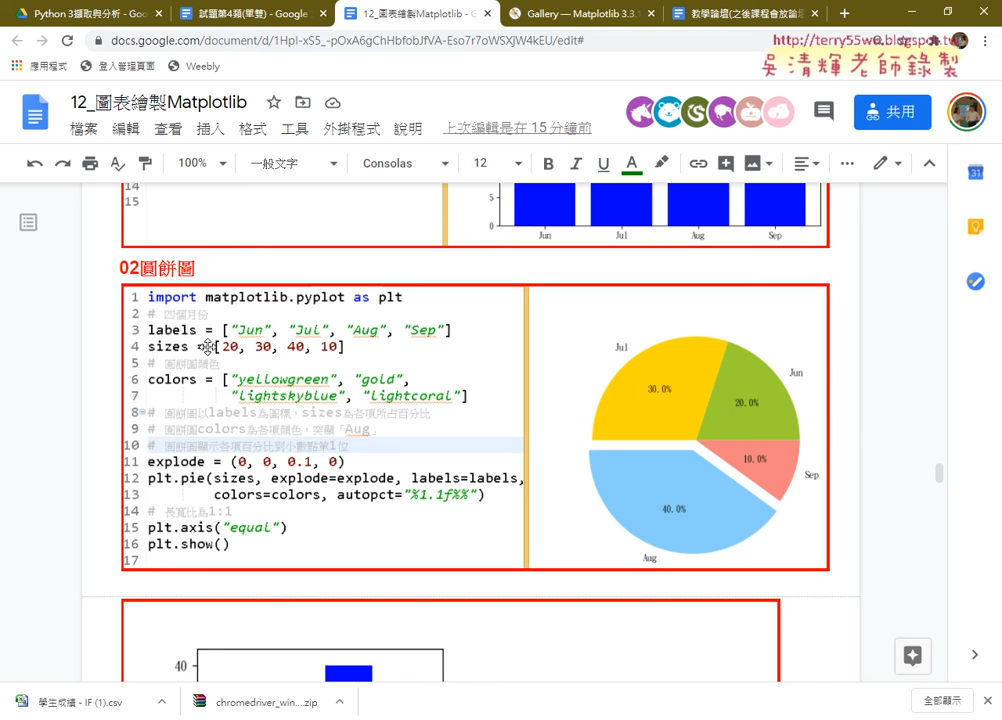 Python 3擷取與分析 - Goo
試題第4類(單雙) - Google
12_圖表繪製Matplotlib - G
Gallery — Matplotlib 3.3.
教學論壇(之後課程會放論壇
docs.google.com/document/d/1HpI-xS5_-pOxA6gChHbfobJfVA-Eso7r7oWSXjW4kEU/edit#
http://terry55wu.blogspot.tw
吳清輝老師錄製
應用程式
登入管理頁面
Weebly
12_圖表繪製Matplotlib
檔案 編輯 查看 插入 格式 工具 外掛程式 說明 上次編輯是在 15 分鐘前
共用
100% 一般文字 Consolas 12 B I U A
31
14
15
5
0
Jun Jul Aug Sep
02圓餅圖
1 import matplotlib.pyplot as plt
2 # 四個月份
3 labels = ["Jun", "Jul", "Aug", "Sep"]
4 sizes = [20, 30, 40, 10]
5 # 圓餅圖顏色
6 colors = ["yellowgreen", "gold",
7 "lightskyblue", "lightcoral"]
8 # 圓餅圖以labels為圖標，sizes為各項所占百分比
9 # 圓餅圖colors為各項顏色，突顯「Aug」
10 # 圓餅圖顯示各項百分比到小數點第1位
11 explode = (0, 0, 0.1, 0)
12 plt.pie(sizes, explode=explode, labels=labels,
13 colors=colors, autopct="%1.1f%%")
14 # 長寬比為1:1
15 plt.axis("equal")
16 plt.show()
17
Jul
Jun
30.0%
20.0%
10.0%
Sep
40.0%
Aug
40
學生成績 - IF (1).csv
chromedriver_win....zip
全部顯示